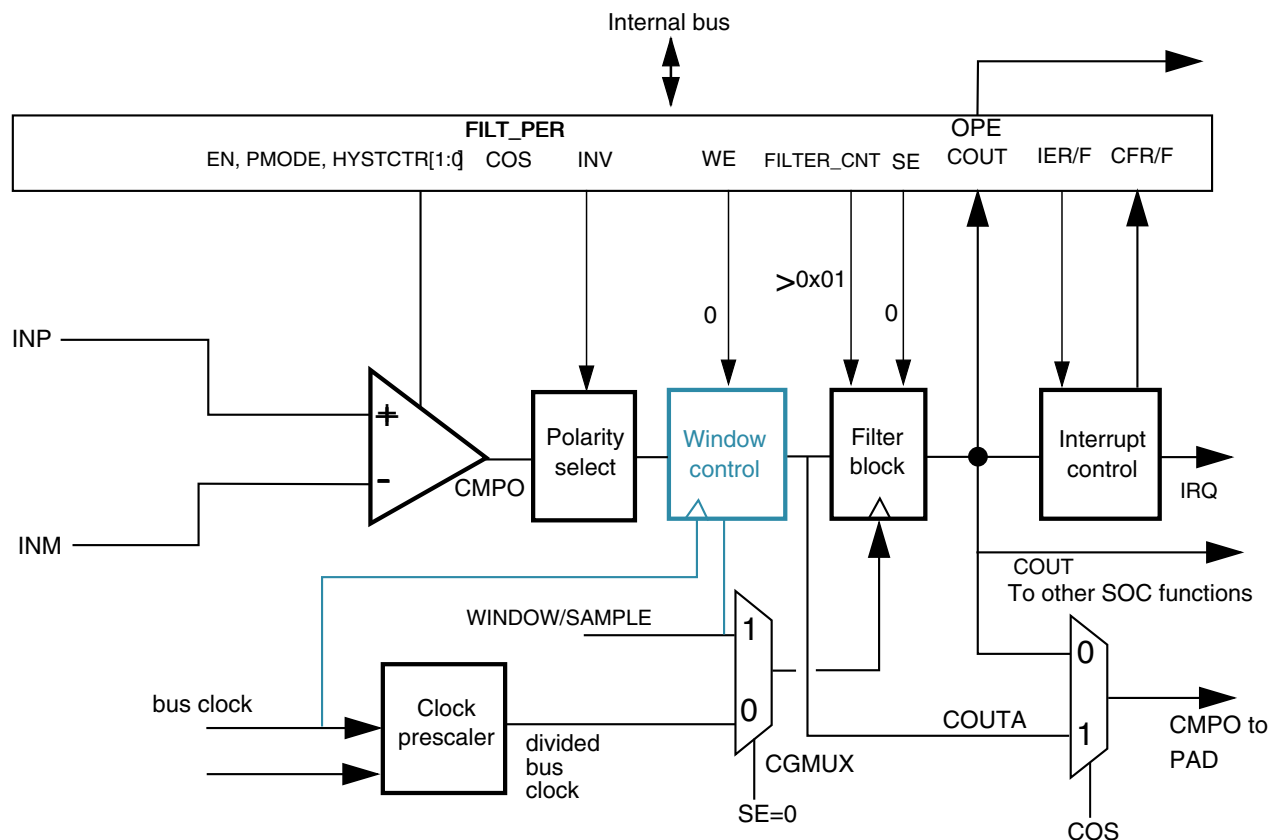 Internal bus
FILT_PER
OPE
EN, PMODE, HYSTCTR[1:0]
COS
INV
WE
FILTER_CNT
SE
COUT
IER/F
CFR/F
>0x01
0
0
INP
+
-
CMPO
INM
Polarity
select
Window
control
Filter
block
Interrupt
control
IRQ
COUT
To other SOC functions
WINDOW/SAMPLE
1
0
bus clock
Clock
prescaler
divided
bus
clock
CGMUX
SE=0
COUTA
0
1
CMPO to
PAD
COS